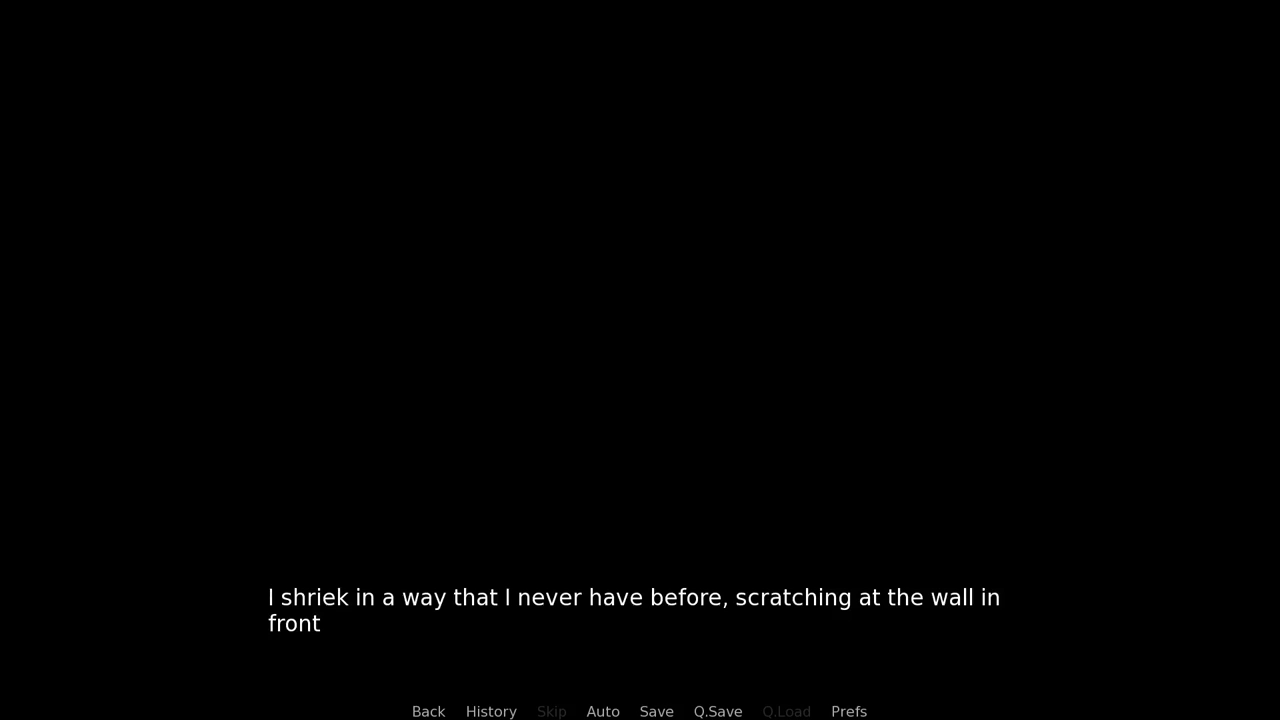 I shriek in a way that I never have before, scratching at the wall in
front
Back History Skip Auto Save Q.Save Q.Load Prefs